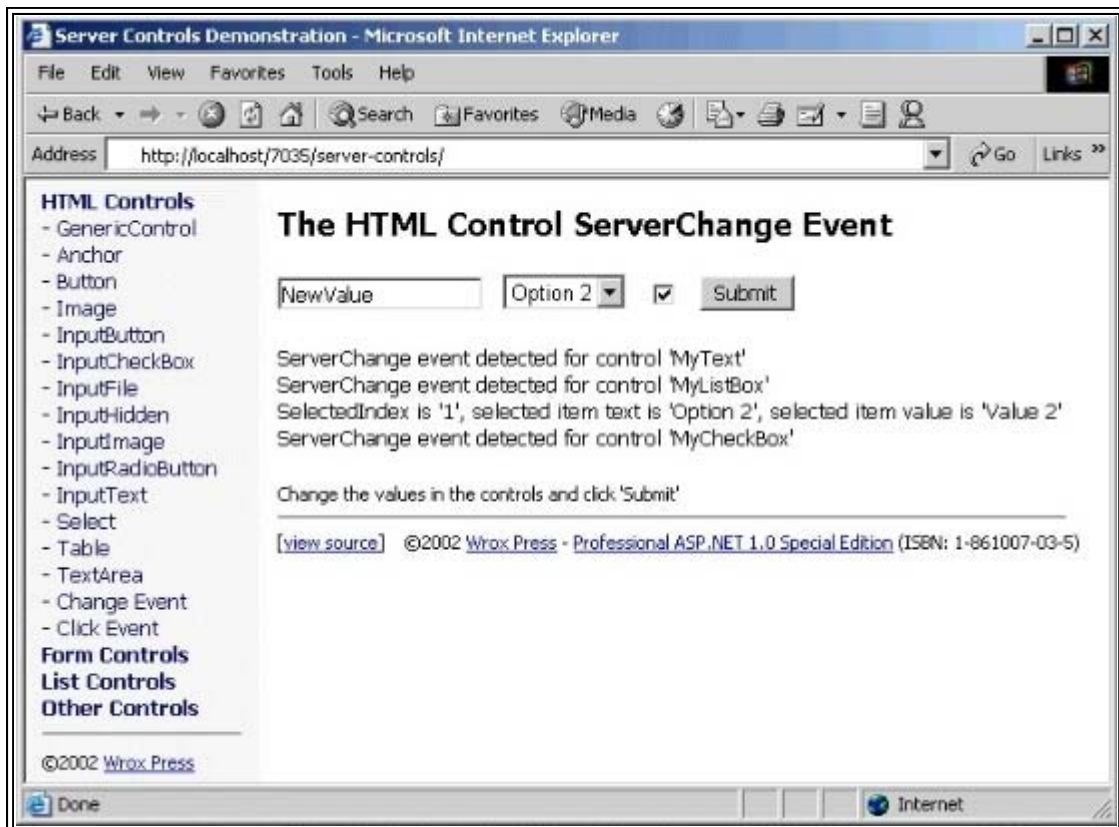 Server Controls Demonstration - Microsoft Internet Explorer
File Edit View Favorites Tools Help
Back Search Favorites Media
Address http://localhost/7035/server-controls/ Go Links »
HTML Controls
- GenericControl
- Anchor
- Button
- Image
- InputButton
- InputCheckBox
- InputFile
- InputHidden
- InputImage
- InputRadioButton
- InputText
- Select
- Table
- TextArea
- Change Event
- Click Event
Form Controls
List Controls
Other Controls
©2002 Wrox Press
The HTML Control ServerChange Event
NewValue Option 2 Submit
ServerChange event detected for control 'MyText'
ServerChange event detected for control 'MyListBox'
SelectedIndex is '1', selected item text is 'Option 2', selected item value is 'Value 2'
ServerChange event detected for control 'MyCheckBox'
Change the values in the controls and click 'Submit'
[view source] ©2002 Wrox Press - Professional ASP.NET 1.0 Special Edition (ISBN: 1-861007-03-5)
Done Internet